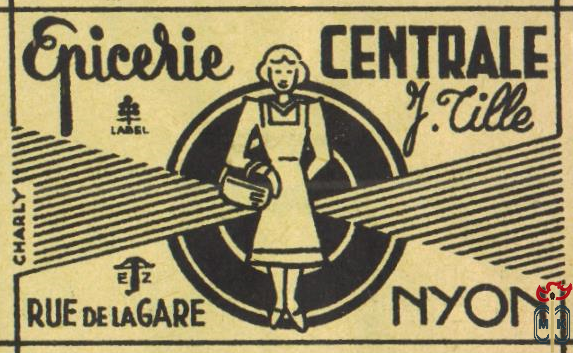 Epicerie CENTRALE
J. Tille
LABEL
CHARLY
E Z
RUE DE LA GARE
NYON
M K